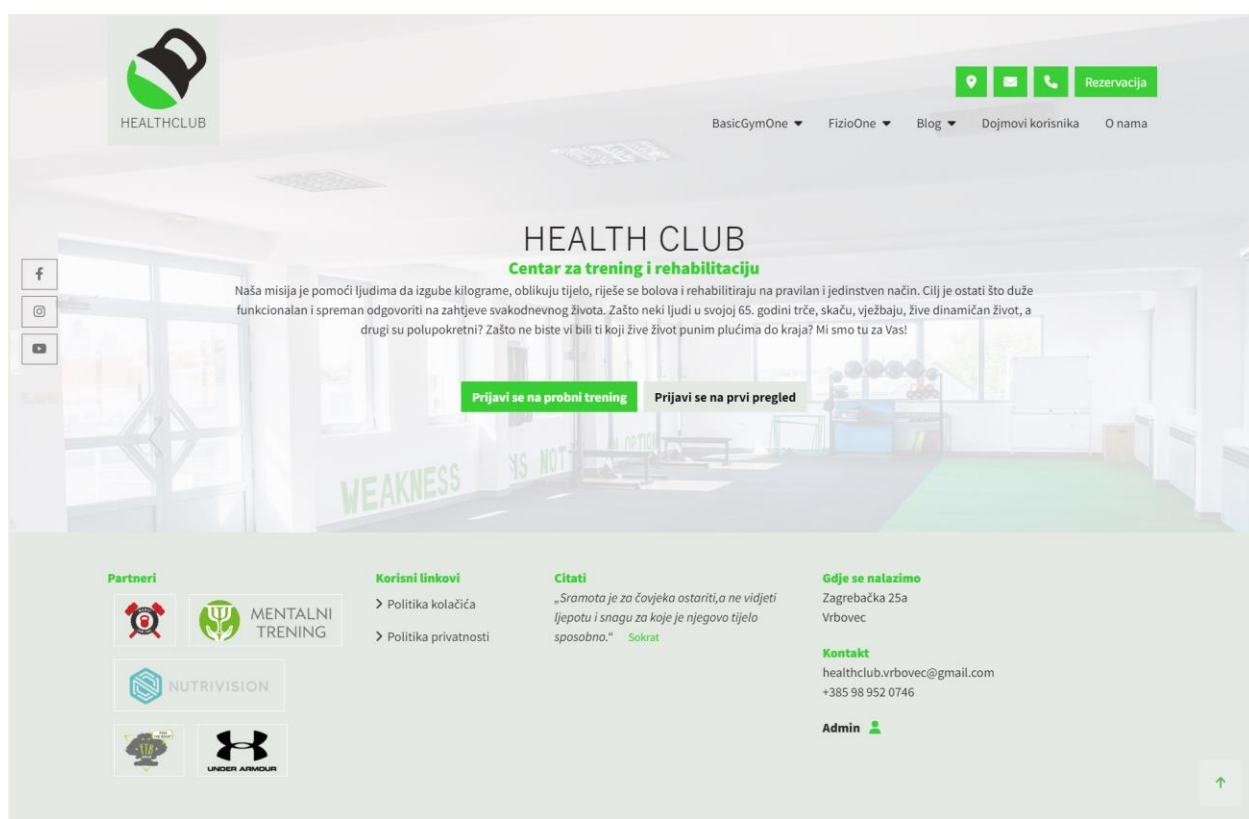 HEALTHCLUB
Rezervacija
BasicGymOne
FizioOne
Blog
Dojmovi korisnika
O nama
HEALTH CLUB
Centar za trening i rehabilitaciju
Naša misija je pomoći ljudima da izgube kilograme, oblikuju tijelo, riješe se bolova i rehabilitiraju na pravilan i jedinstven način. Cilj je ostati što duže
funkcionalan i spreman odgovoriti na zahtjeve svakodnevnog života. Zašto neki ljudi u svojoj 65. godini trče, skaču, vježbaju, žive dinamičan život, a
drugi su polupokretni? Zašto ne biste vi bili ti koji žive život punim plućima do kraja? Mi smo tu za Vas!
Prijavi se na probni trening
Prijavi se na prvi pregled
WEAKNESS IS NOT OPTION
Partneri
MENTALNI
TRENING
NUTRIVISION
UNDER ARMOUR
Korisni linkovi
Politika kolačića
Politika privatnosti
Citati
„Sramota je za čovjeka ostariti,a ne vidjeti
ljepotu i snagu za koje je njegovo tijelo
sposobno.“ Sokrat
Gdje se nalazimo
Zagrebačka 25a
Vrbovec
Kontakt
healthclub.vrbovec@gmail.com
+385 98 952 0746
Admin